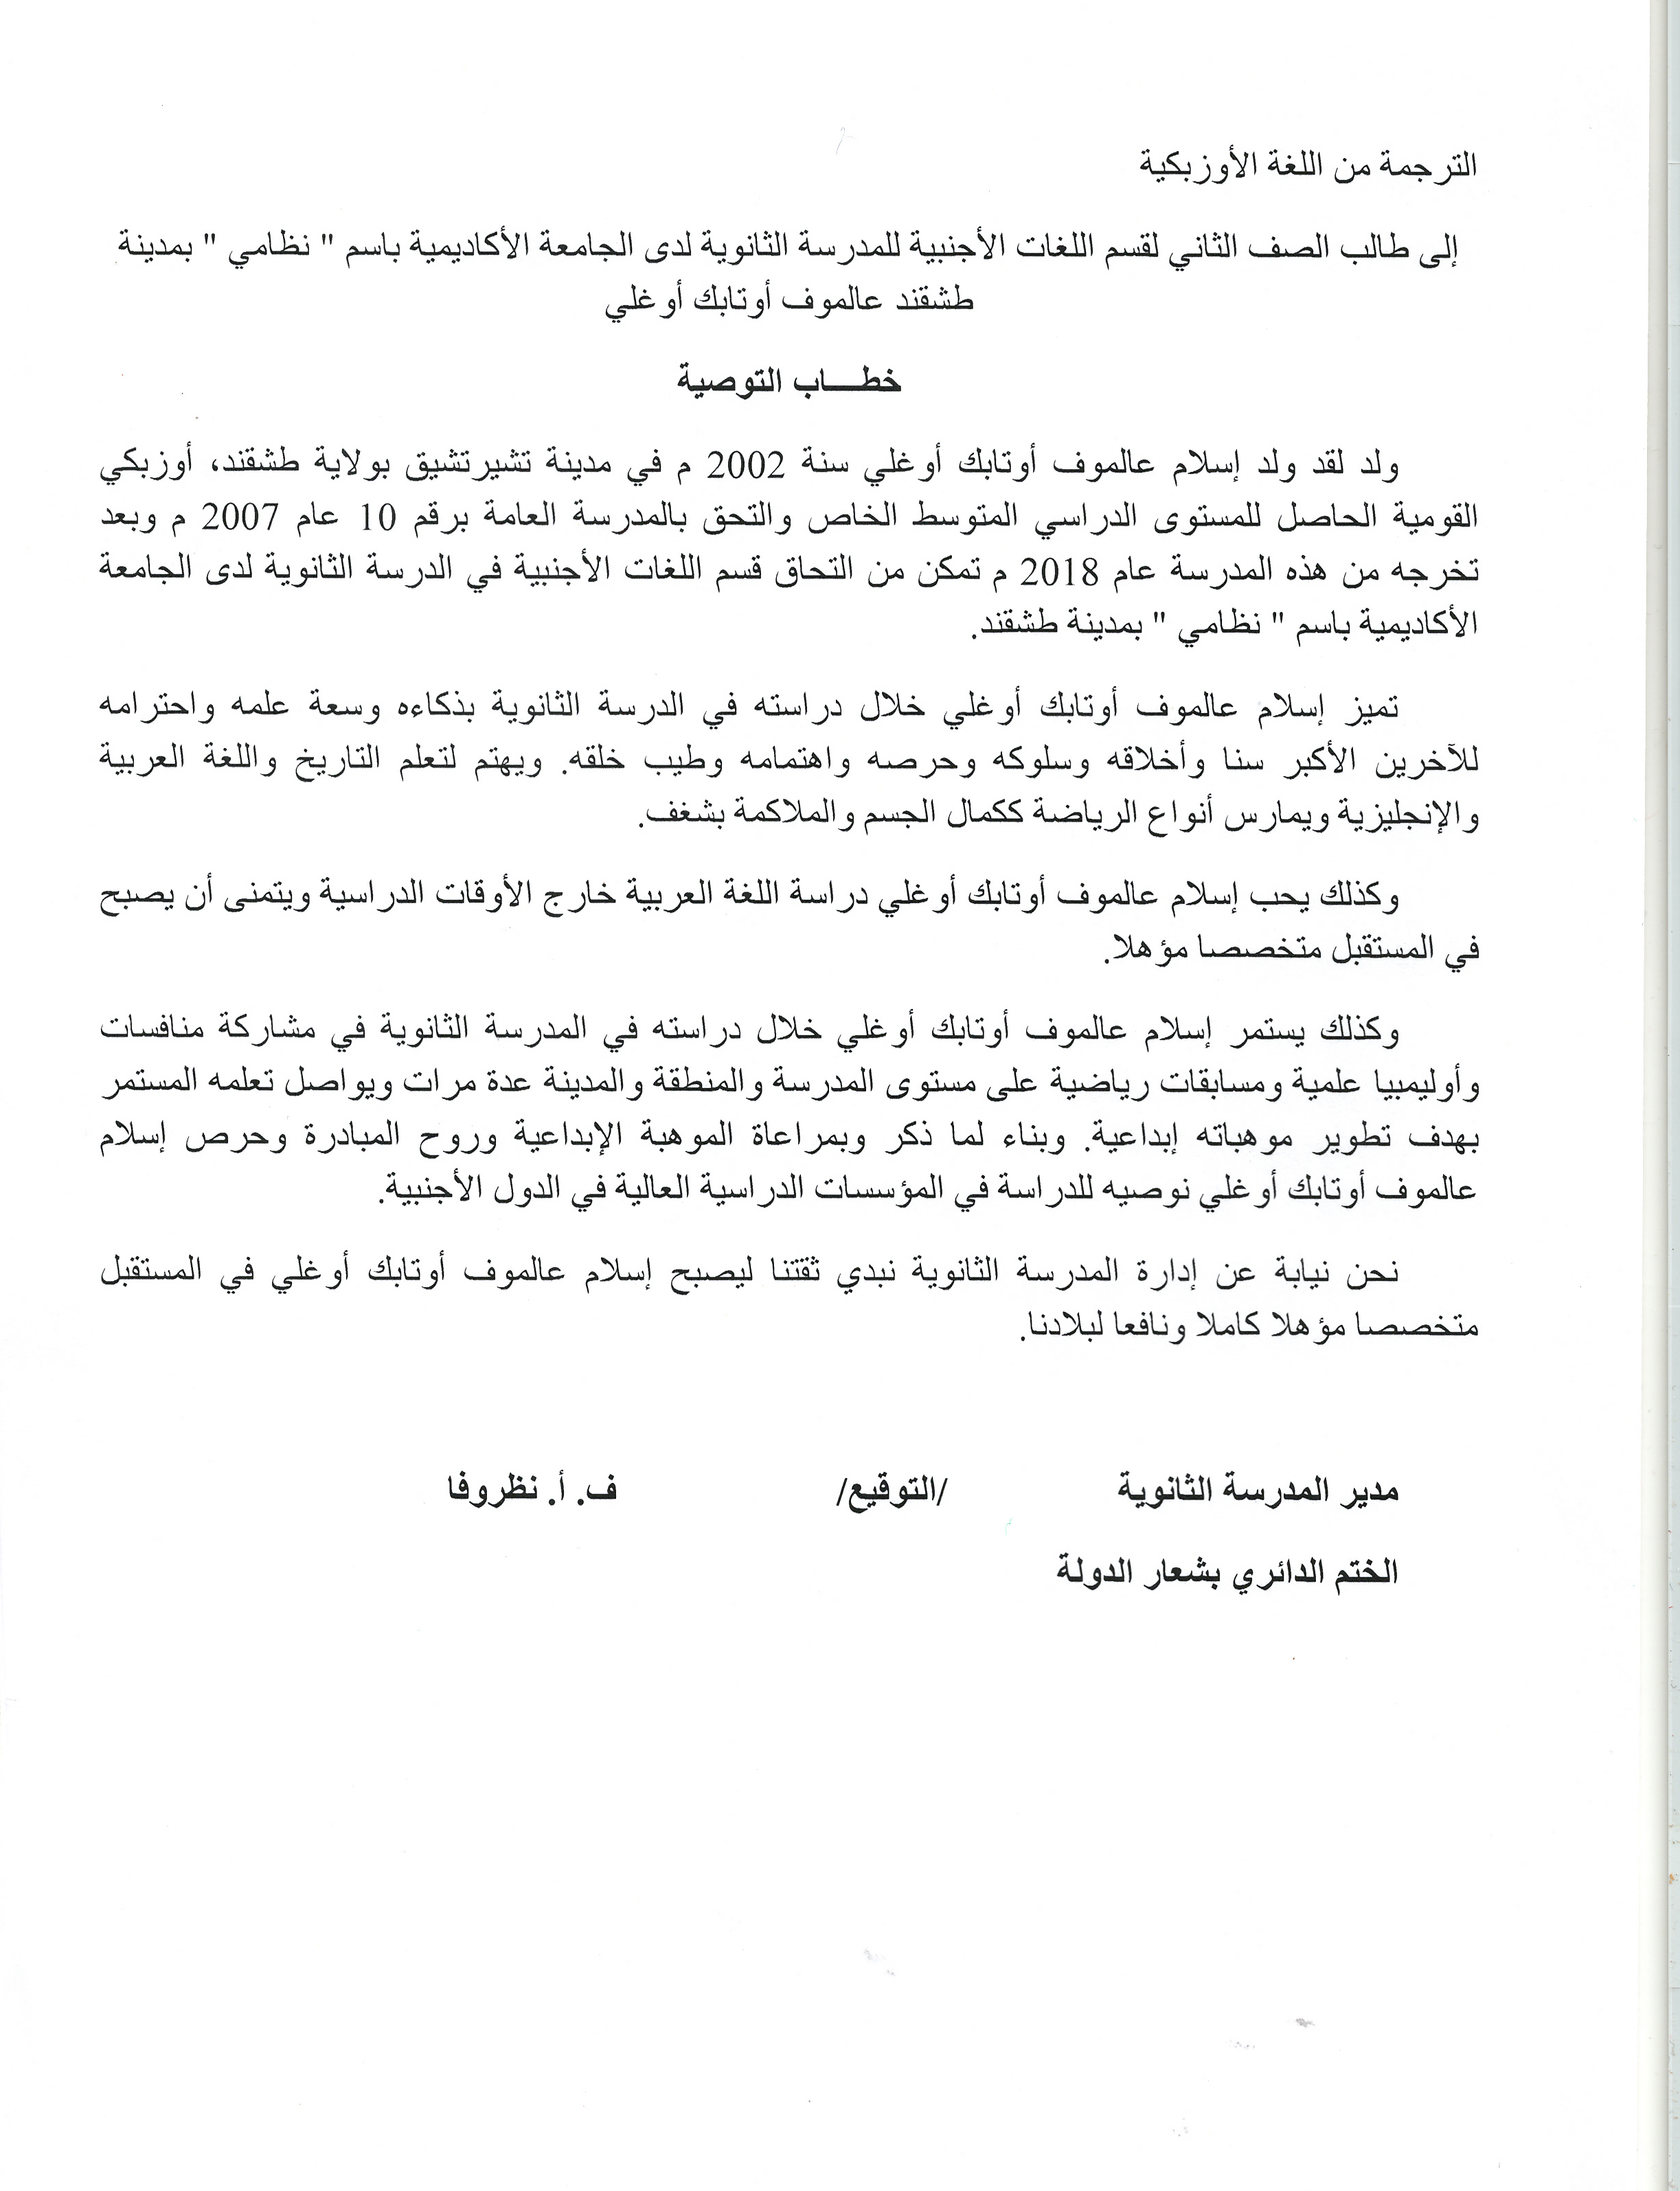 الترجمة من اللغة الأوزبكية
إلى طالب الصف الثاني لقسم اللغات الأجنبية للمدرسة الثانوية لدى الجامعة الأكاديمية باسم " نظامي " بمدينة
طشقند عالموف أوتابك أوغلي
خطـــاب التوصية
ولد لقد ولد إسلام عالموف أوتابك أوغلي سنة 2002 م في مدينة تشيرتشيق بولاية طشقند، أوزبكي
القومية الحاصل للمستوى الدراسي المتوسط الخاص والتحق بالمدرسة العامة برقم 10 عام 2007 م وبعد
تخرجه من هذه المدرسة عام 2018 م تمكن من التحاق قسم اللغات الأجنبية في الدرسة الثانوية لدى الجامعة
الأكاديمية باسم " نظامي " بمدينة طشقند.
تميز إسلام عالموف أوتابك أوغلي خلال دراسته في الدرسة الثانوية بذكاءه وسعة علمه واحترامه
للآخرين الأكبر سنا وأخلاقه وسلوكه وحرصه واهتمامه وطيب خلقه. ويهتم لتعلم التاريخ واللغة العربية
والإنجليزية ويمارس أنواع الرياضة ككمال الجسم والملاكمة بشغف.
وكذلك يحب إسلام عالموف أوتابك أوغلي دراسة اللغة العربية خارج الأوقات الدراسية ويتمنى أن يصبح
في المستقبل متخصصا مؤهلا.
وكذلك يستمر إسلام عالموف أوتابك أوغلي خلال دراسته في المدرسة الثانوية في مشاركة منافسات
وأوليمبيا علمية ومسابقات رياضية على مستوى المدرسة والمنطقة والمدينة عدة مرات ويواصل تعلمه المستمر
بهدف تطوير موهباته إبداعية. وبناء لما ذكر وبمراعاة الموهبة الإبداعية وروح المبادرة وحرص إسلام
عالموف أوتابك أوغلي نوصيه للدراسة في المؤسسات الدراسية العالية في الدول الأجنبية.
نحن نيابة عن إدارة المدرسة الثانوية نبدي ثقتنا ليصبح إسلام عالموف أوتابك أوغلي في المستقبل
متخصصا مؤهلا كاملا ونافعا لبلادنا.
مدير المدرسة الثانوية /التوقيع/ ف. أ. نظروفا
الختم الدائري بشعار الدولة